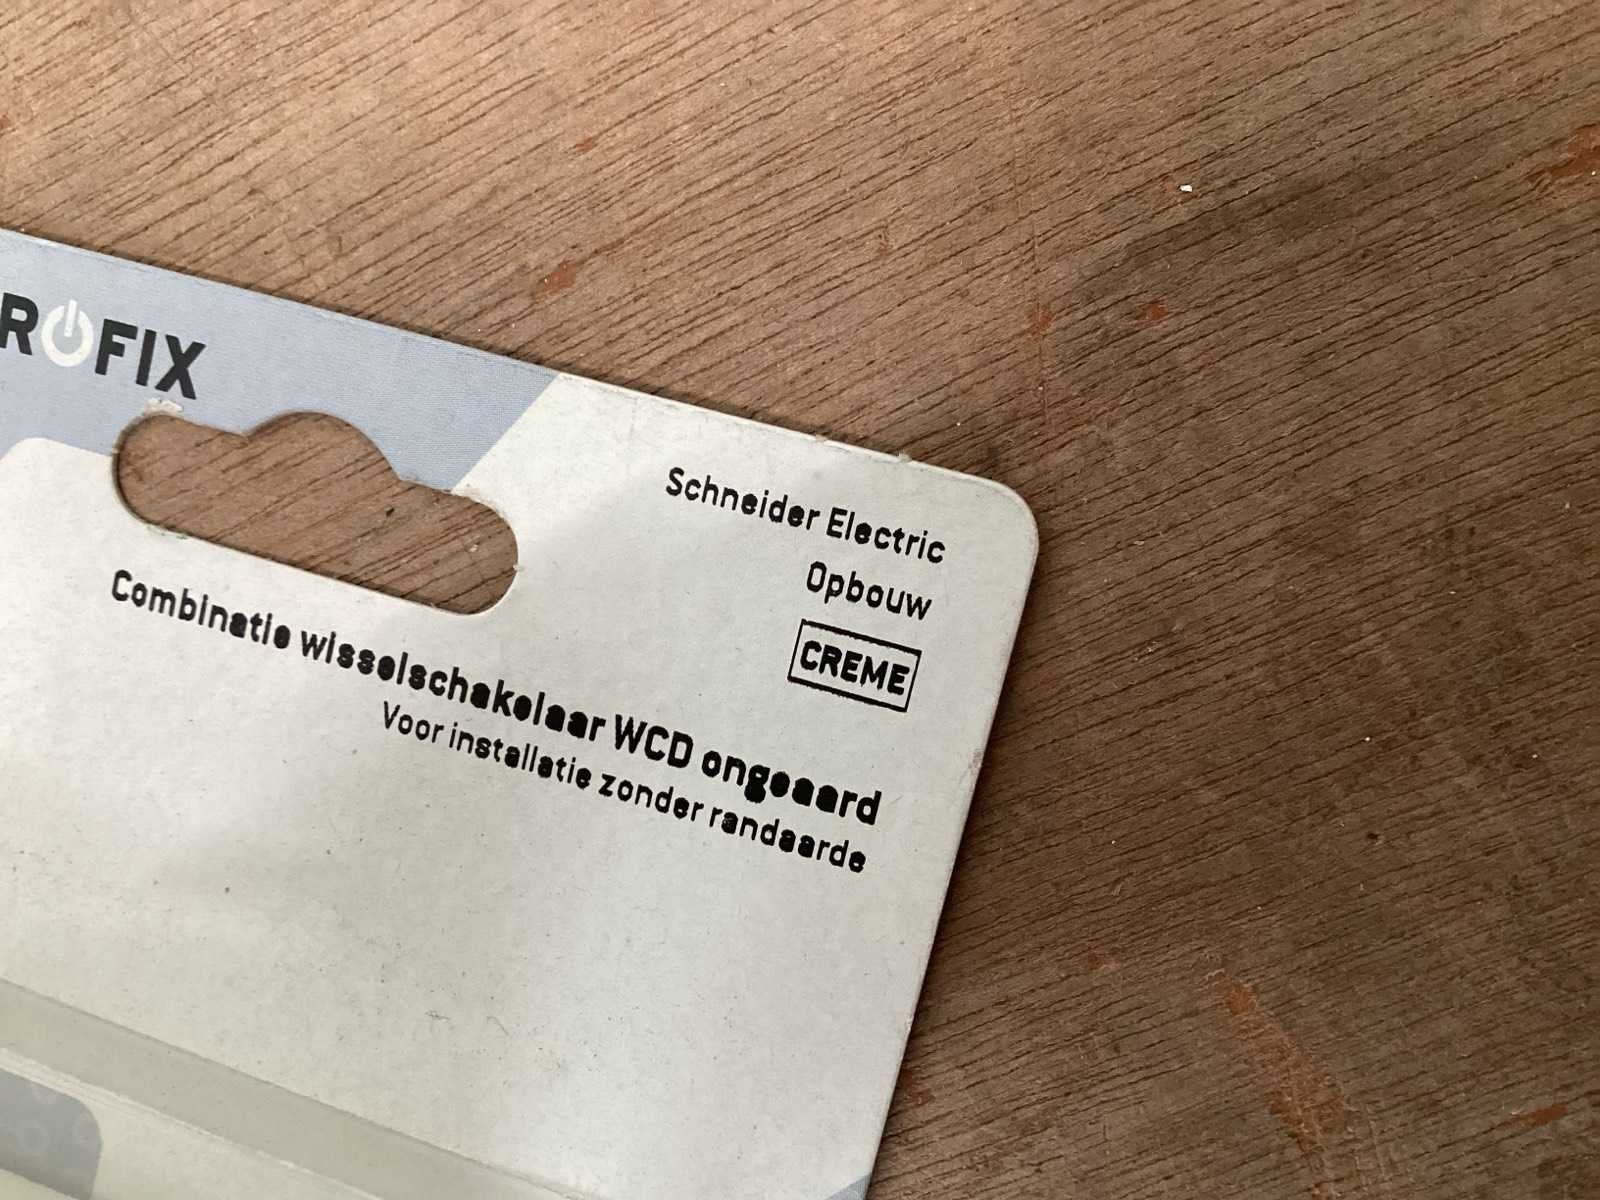 ROFIX
Schneider Electric
Opbouw
CREME
Combinatie wisselschakelaar WCD ongeaard
Voor installatie zonder randaarde